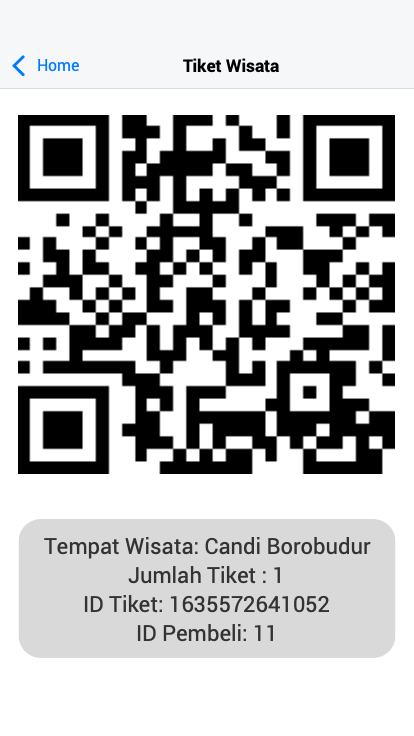 Home
Tiket Wisata
Tempat Wisata: Candi Borobudur
Jumlah Tiket : 1
ID Tiket: 1635572641052
ID Pembeli: 11